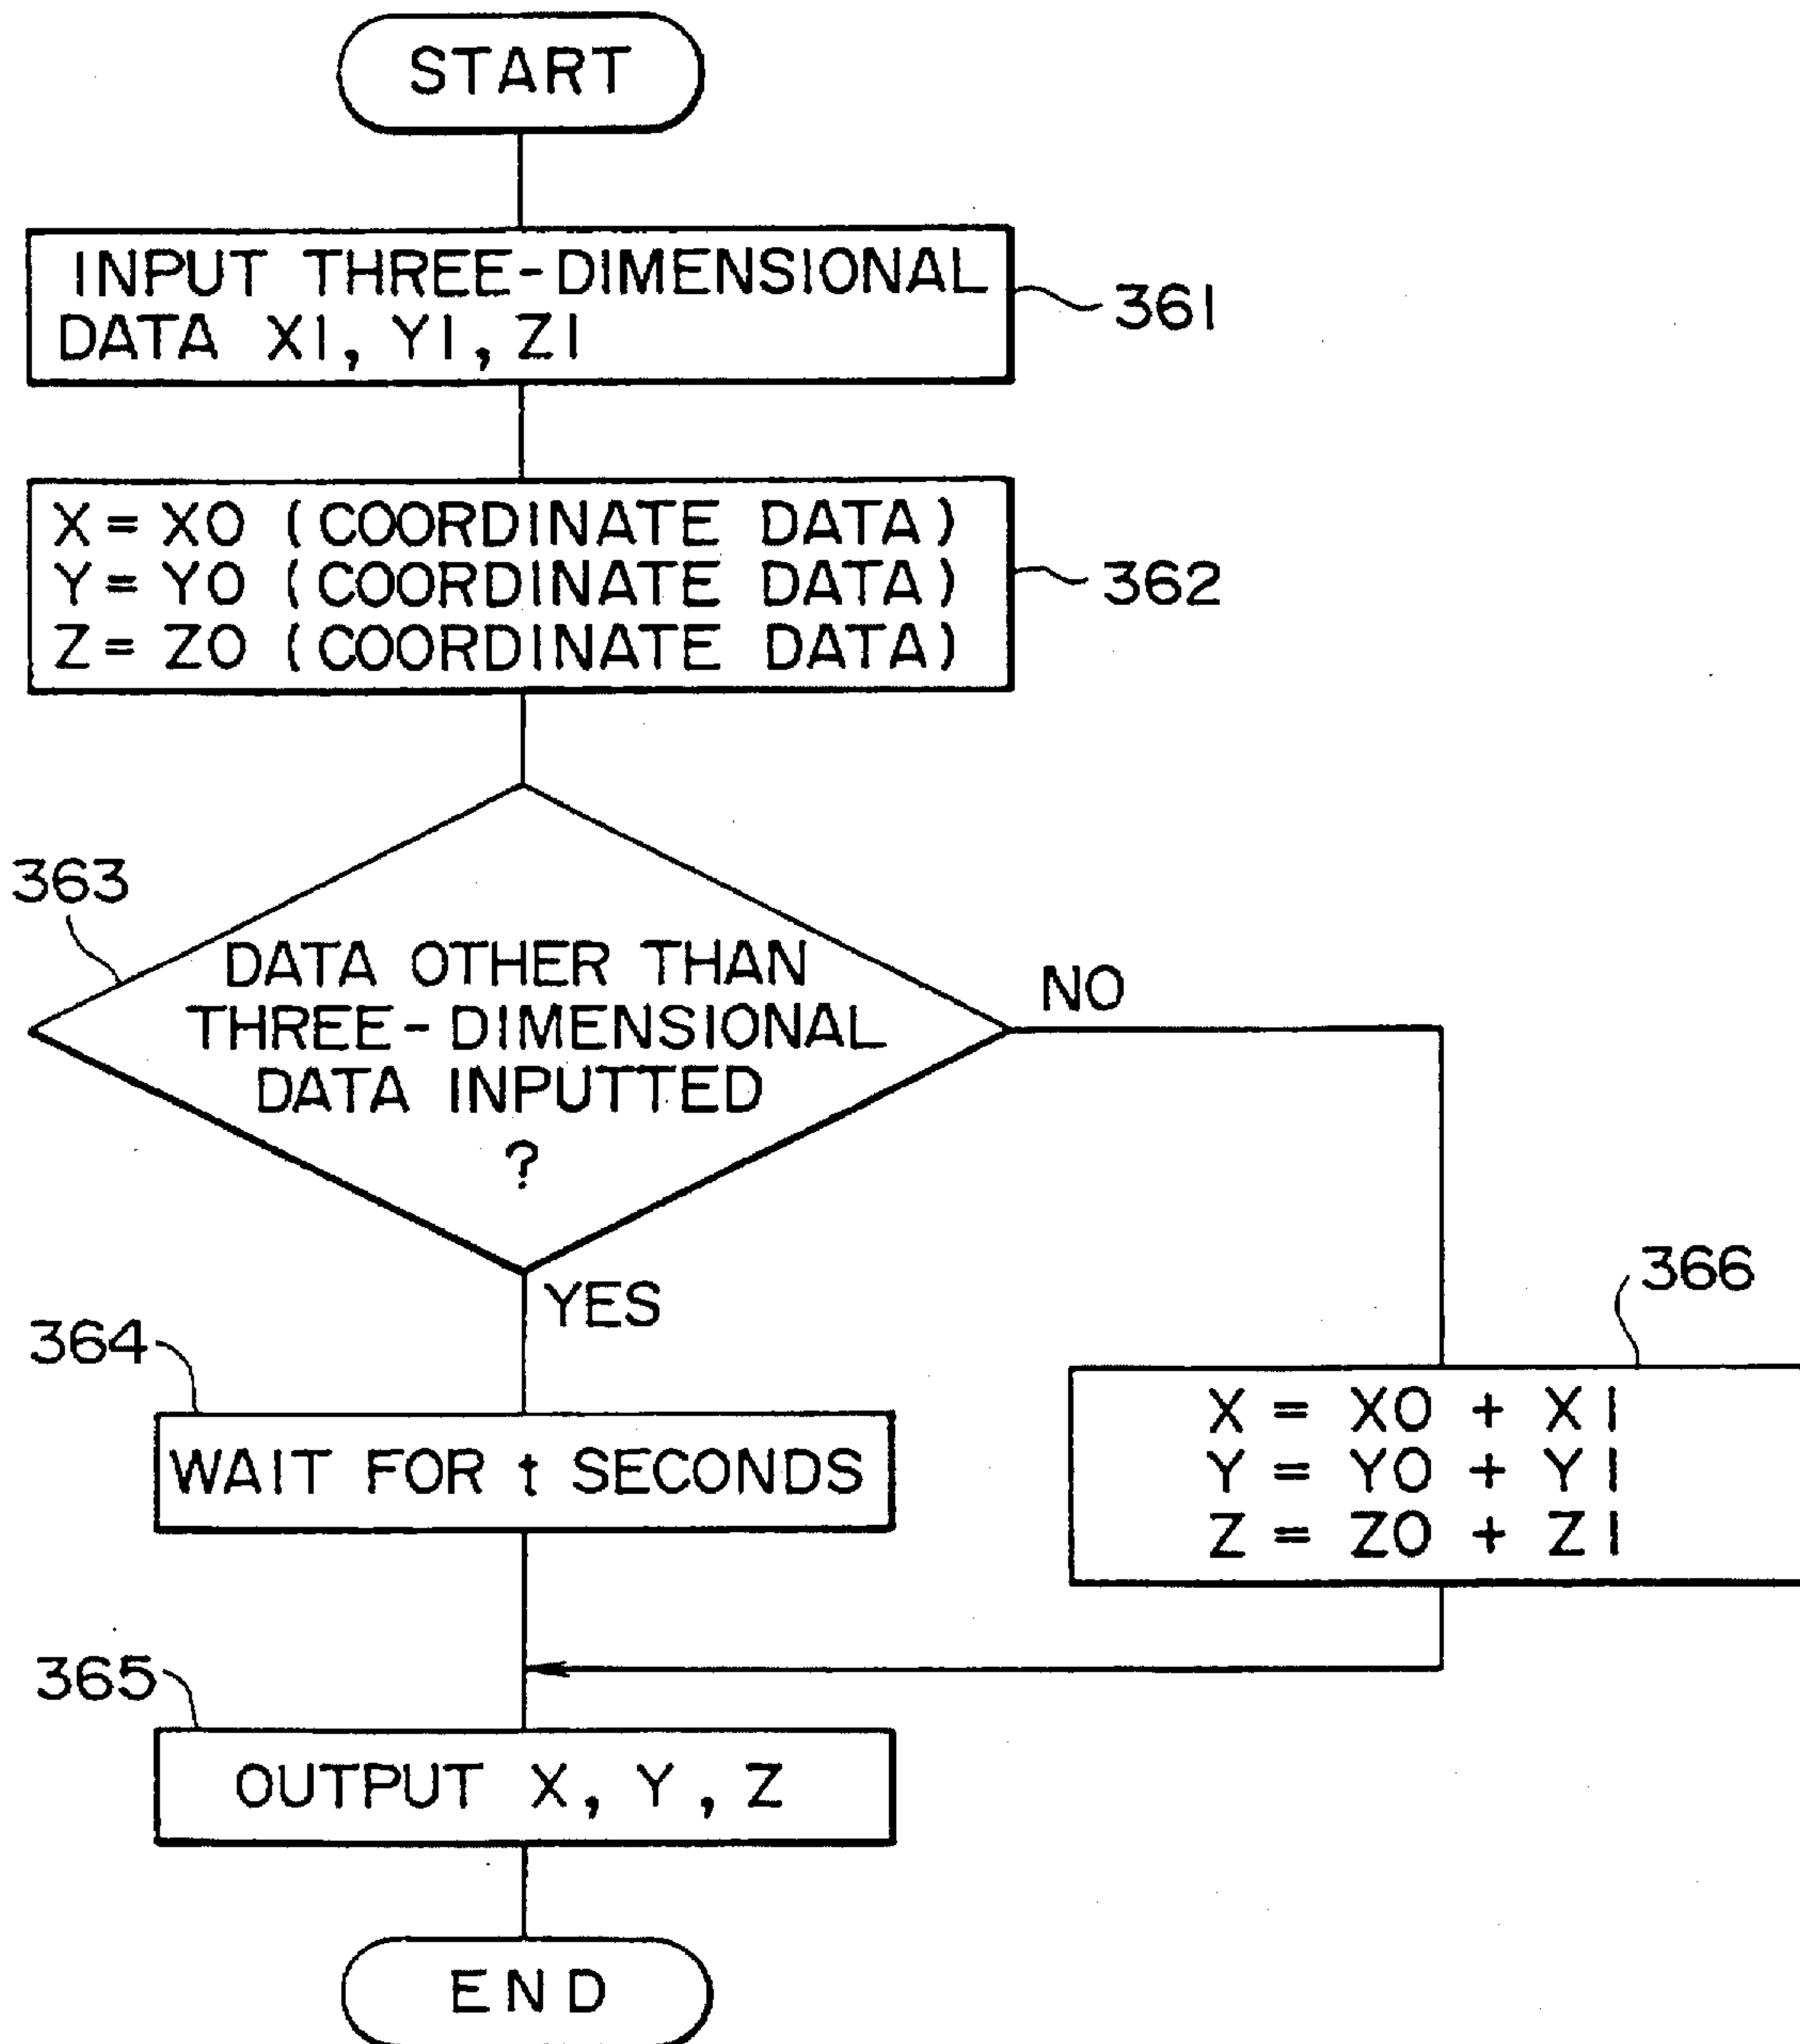 START
INPUT THREE-DIMENSIONAL
DATA X1, Y1, Z1
361
X = X0 (COORDINATE DATA)
Y = Y0 (COORDINATE DATA)
Z = Z0 (COORDINATE DATA)
362
363
DATA OTHER THAN
THREE-DIMENSIONAL
DATA INPUTTED
?
NO
YES
366
364
WAIT FOR t SECONDS
X = X0 + X1
Y = Y0 + Y1
Z = Z0 + Z1
365
OUTPUT X, Y, Z
END